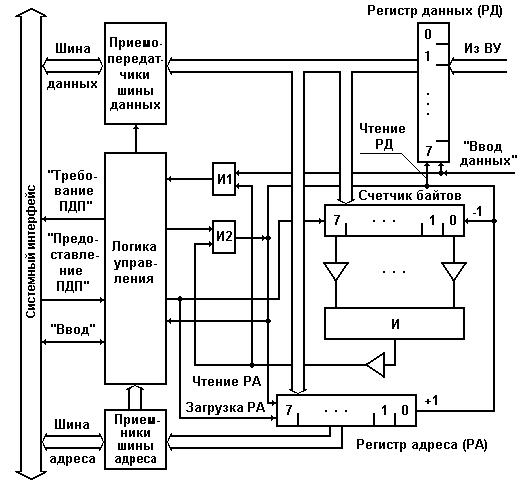 Регистр данных (РД)
Шина
данных
Приемо-
передат-
чики
шины
данных
0
1
7
Из ВУ
Чтение
РД
"Ввод
данных"
Системный интерфейс
"Требо-
вание
ПДП"
"Предо-
ставле-
ние
ПДП"
"Ввод"
Логика
управ-
ления
И1
И2
Счетчик байтов
7 . . . 1 0
-1
. . .
И
Чтение РА
Загрузка РА
7 . . . 1 0
+1
Регистр адреса (РА)
Шина
адреса
Прием-
ники
шины
адреса